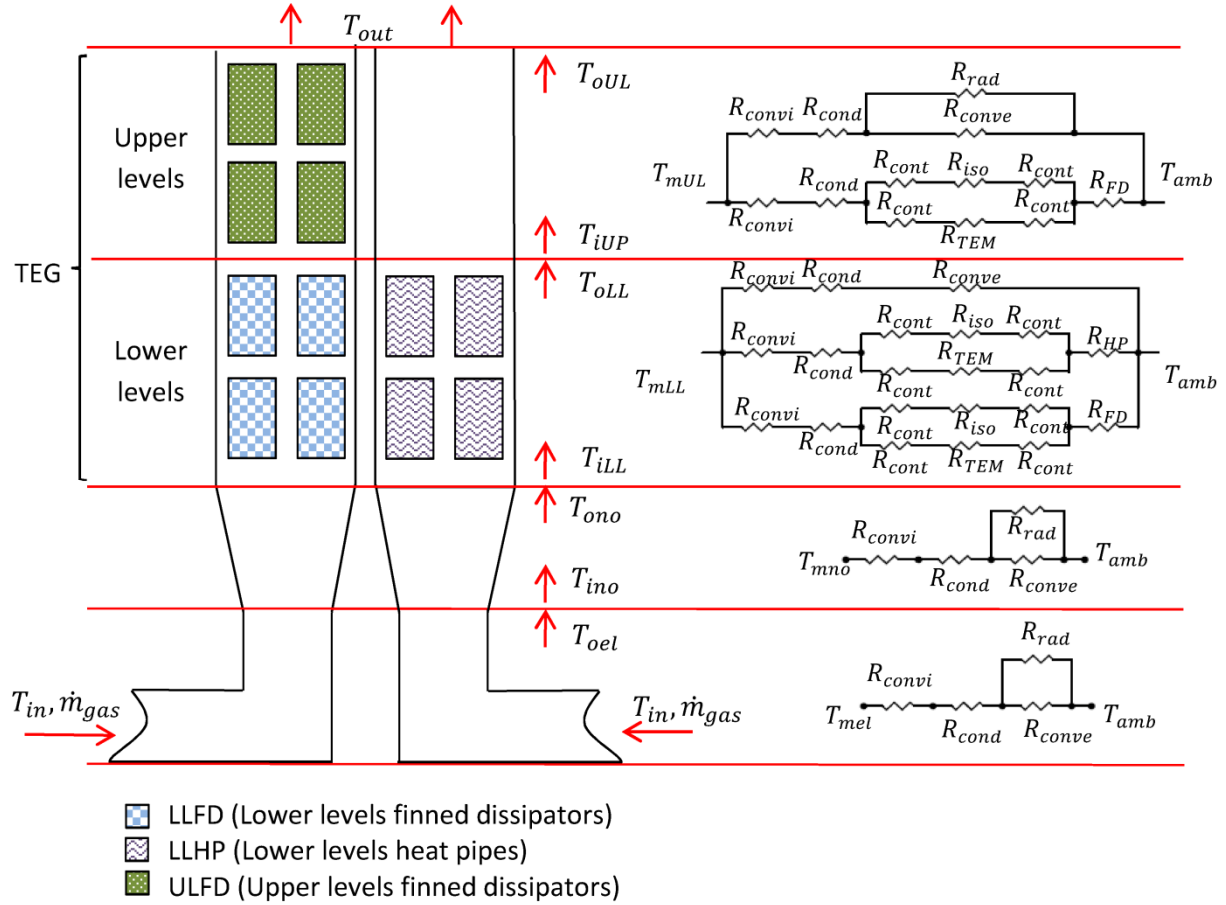 T_out
T_oUL
Upper
levels
T_iUP
TEG
T_oLL
Lower
levels
T_iLL
T_ono
T_ino
T_oel
T_in, ṁ_gas
T_in, ṁ_gas
R_rad
R_convi R_cond R_conve
R_cont R_iso R_cont
T_mUL R_cond R_FD T_amb
R_convi R_cont R_cont
R_TEM
R_convi R_cond R_conve
R_cont R_iso R_cont
R_convi R_HP
R_cond R_TEM
T_mLL T_amb
R_cont R_cont
R_convi R_FD
R_cond R_cont R_iso R_cont
R_cont R_TEM R_cont
R_convi R_rad
T_mno T_amb
R_cond R_conve
R_rad
R_convi
T_mel T_amb
R_cond R_conve
LLFD (Lower levels finned dissipators)
LLHP (Lower levels heat pipes)
ULFD (Upper levels finned dissipators)